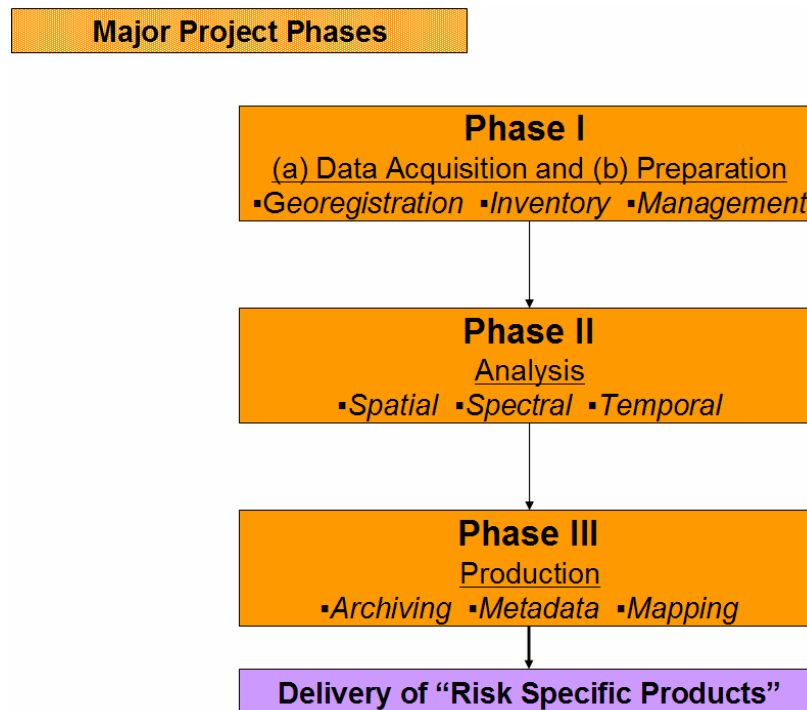 Major Project Phases
Phase I
(a) Data Acquisition and (b) Preparation
▪Georegistration ▪Inventory ▪Management
Phase II
Analysis
▪Spatial ▪Spectral ▪Temporal
Phase III
Production
▪Archiving ▪Metadata ▪Mapping
Delivery of “Risk Specific Products”